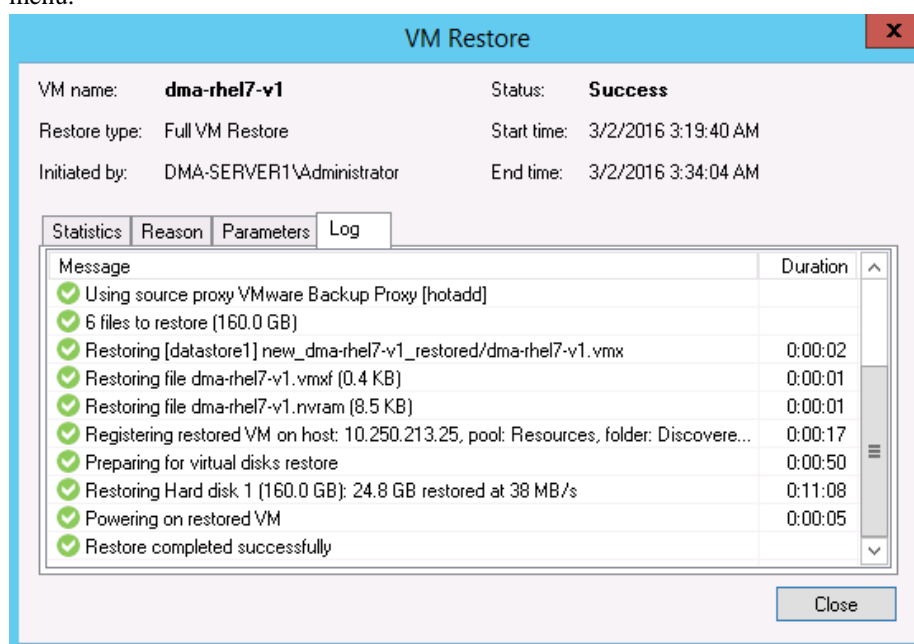 menu.
VM Restore
x
VM name: dma-rhel7-v1 Status: Success
Restore type: Full VM Restore Start time: 3/2/2016 3:19:40 AM
Initiated by: DMA-SERVER1\Administrator End time: 3/2/2016 3:34:04 AM
Statistics Reason Parameters Log
Message Duration
Using source proxy VMware Backup Proxy [hotadd]
6 files to restore (160.0 GB)
Restoring [datastore1] new_dma-rhel7-v1_restored/dma-rhel7-v1.vmx 0:00:02
Restoring file dma-rhel7-v1.vmxf (0.4 KB) 0:00:01
Restoring file dma-rhel7-v1.nvram (8.5 KB) 0:00:01
Registering restored VM on host: 10.250.213.25, pool: Resources, folder: Discovere... 0:00:17
Preparing for virtual disks restore 0:00:50
Restoring Hard disk 1 (160.0 GB): 24.8 GB restored at 38 MB/s 0:11:08
Powering on restored VM 0:00:05
Restore completed successfully
Close